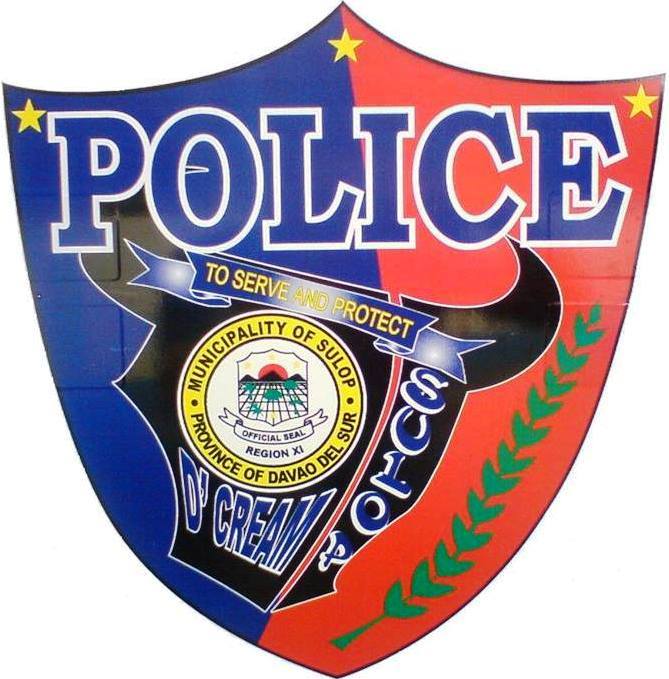 POLICE
TO SERVE AND PROTECT
MUNICIPALITY OF SULOP
OFFICIAL SEAL
REGION XI
PROVINCE OF DAVAO DEL SUR
SULOP
D' CREAM